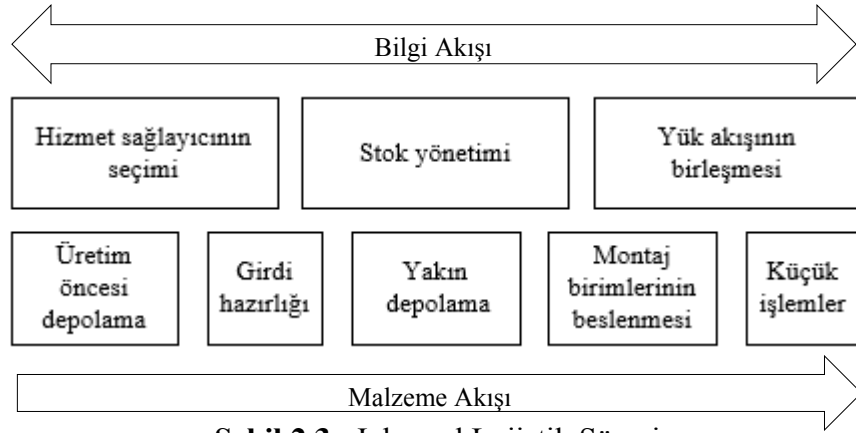 Bilgi Akışı
Hizmet sağlayıcının
seçimi
Stok yönetimi
Yük akışının
birleşmesi
Üretim
öncesi
depolama
Girdi
hazırlığı
Yakın
depolama
Montaj
birimlerinin
beslenmesi
Küçük
işlemler
Malzeme Akışı